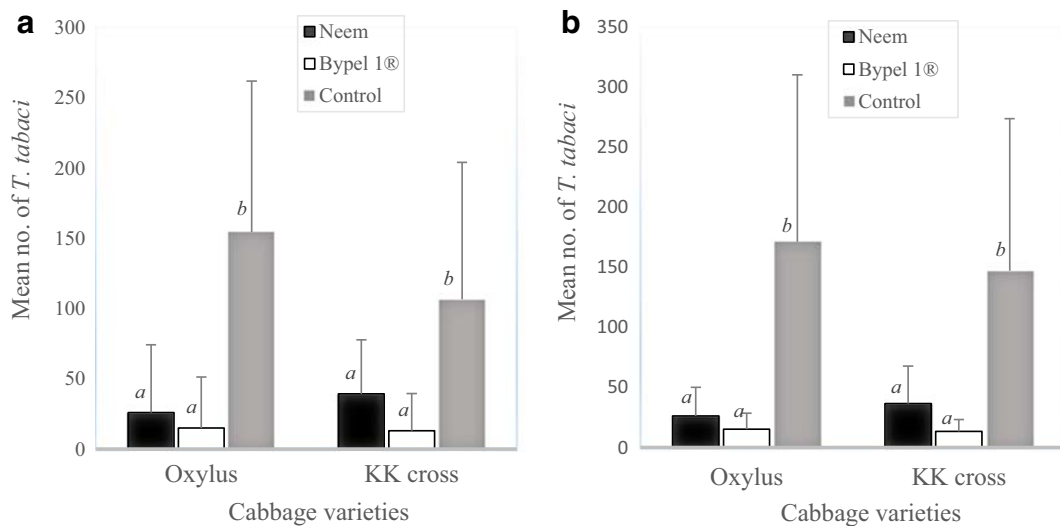 a
300
250
200
150
100
50
0
Mean no. of T. tabaci
Neem
Bypel 1®
Control
a
a
b
a
a
b
Oxylus
KK cross
Cabbage varieties
b
350
300
250
200
150
100
50
0
Mean no. of T. tabaci
Neem
Bypel 1®
Control
a
a
b
a
a
b
Oxylus
KK cross
Cabbage varieties